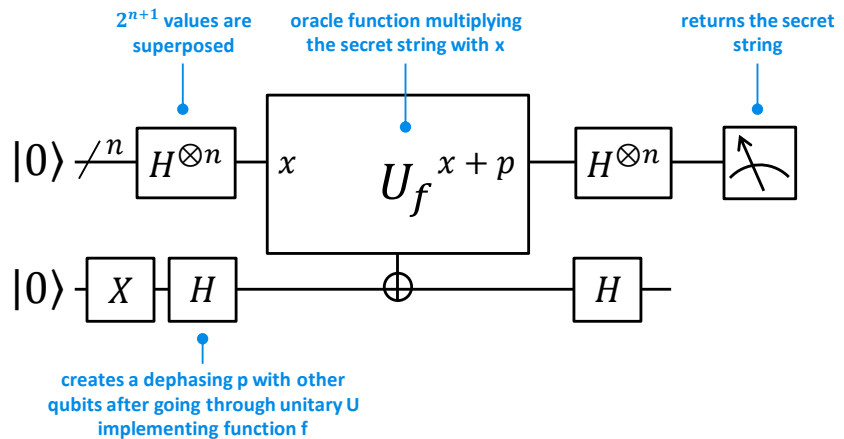 2ⁿ⁺¹ values are
superposed
oracle function multiplying
the secret string with x
returns the secret
string
|0⟩ n H⊗n x U_f x + p H⊗n
|0⟩ X H H
creates a dephasing p with other
qubits after going through unitary U
implementing function f